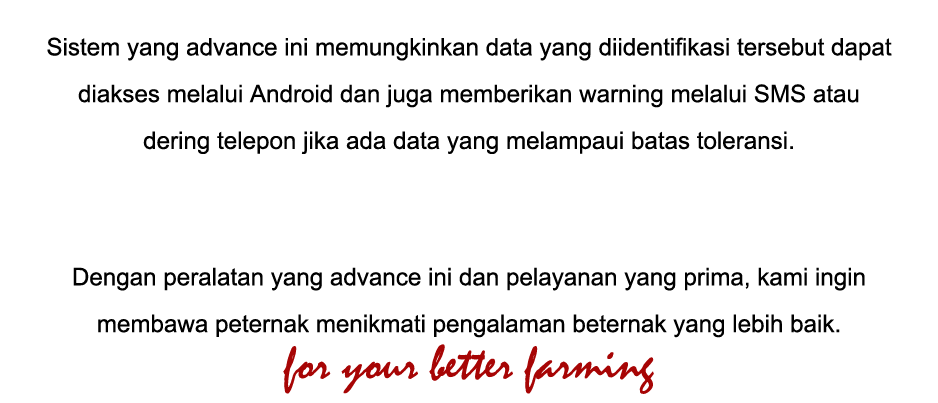 Sistem yang advance ini memungkinkan data yang diidentifikasi tersebut dapat
diakses melalui Android dan juga memberikan warning melalui SMS atau
dering telepon jika ada data yang melampaui batas toleransi.
Dengan peralatan yang advance ini dan pelayanan yang prima, kami ingin
membawa peternak menikmati pengalaman beternak yang lebih baik.
for your better farming